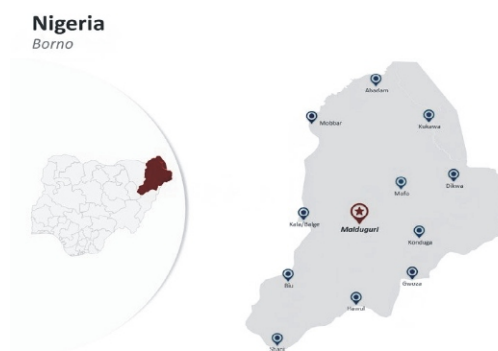 Nigeria
Borno
Abadam
Mobbar
Kukawa
Dikwa
Mafa
Kala/Balge
Maiduguri
Konduga
Biu
Gwoza
Hawul
Shani